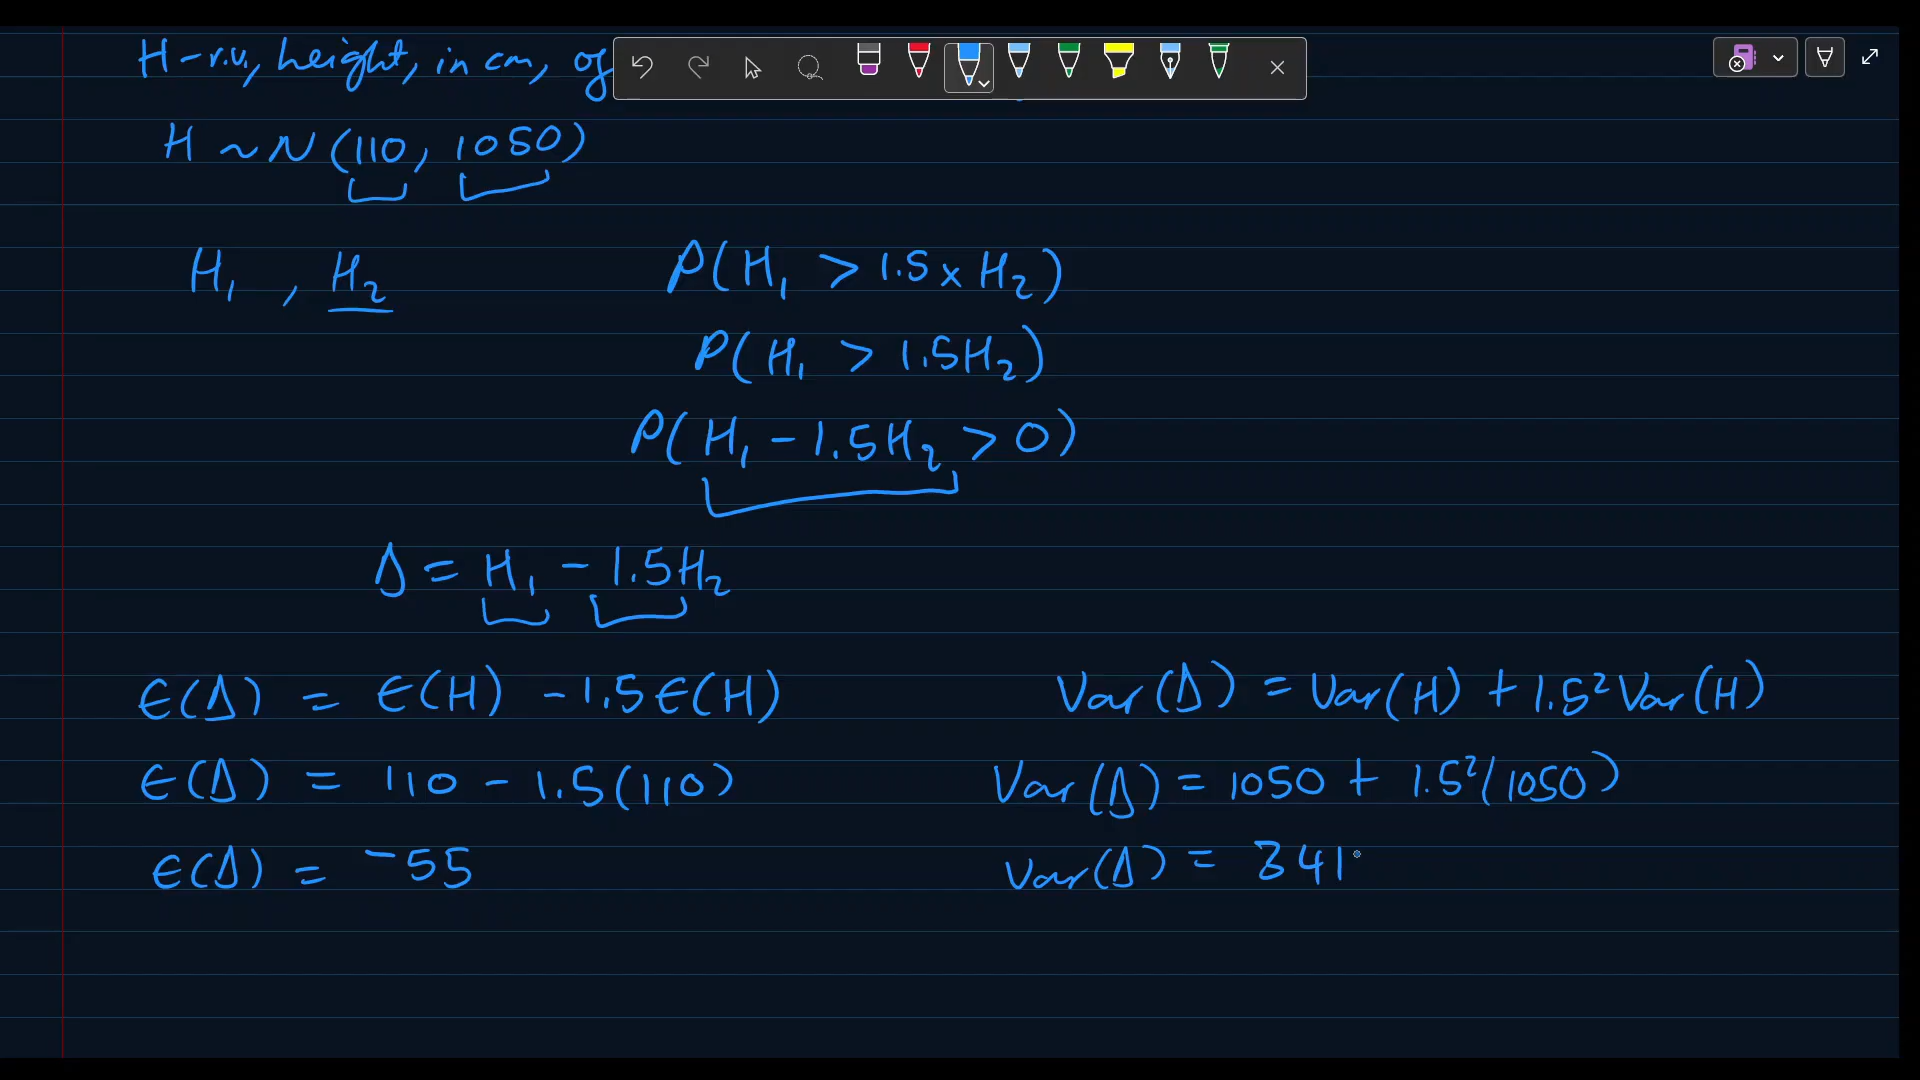 H - r.v., height, in cm, of
H ~ N (110, 1050)
H₁ , H₂
P(H₁ > 1.5 x H₂)
P(H₁ > 1.5H₂)
P(H₁ - 1.5H₂ > 0)
Δ = H₁ - 1.5H₂
E(Δ) = E(H) - 1.5E(H)
Var(Δ) = Var(H) + 1.5² Var(H)
E(Δ) = 110 - 1.5(110)
Var(Δ) = 1050 + 1.5²(1050)
E(Δ) = -55
Var(Δ) = 341